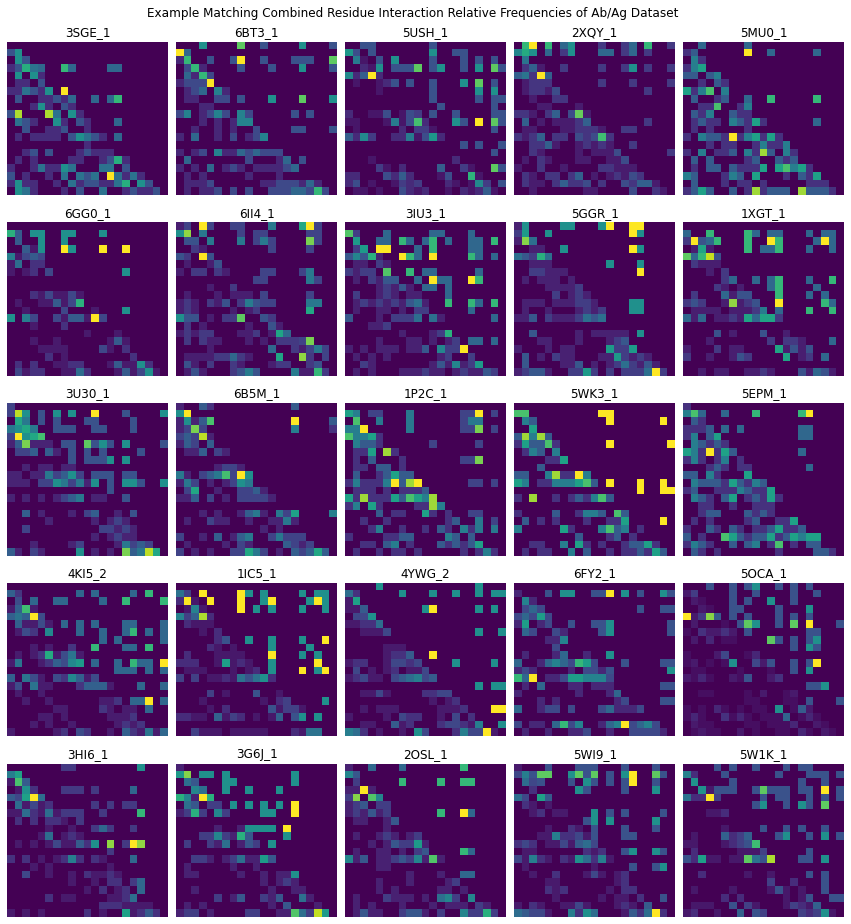 Example Matching Combined Residue Interaction Relative Frequencies of Ab/Ag Dataset
3SGE_1 6BT3_1 5USH_1 2XQY_1 5MU0_1
6GG0_1 6II4_1 3IU3_1 5GGR_1 1XGT_1
3U30_1 6B5M_1 1P2C_1 5WK3_1 5EPM_1
4KI5_2 1IC5_1 4YWG_2 6FY2_1 5OCA_1
3HI6_1 3G6J_1 2OSL_1 5WI9_1 5W1K_1